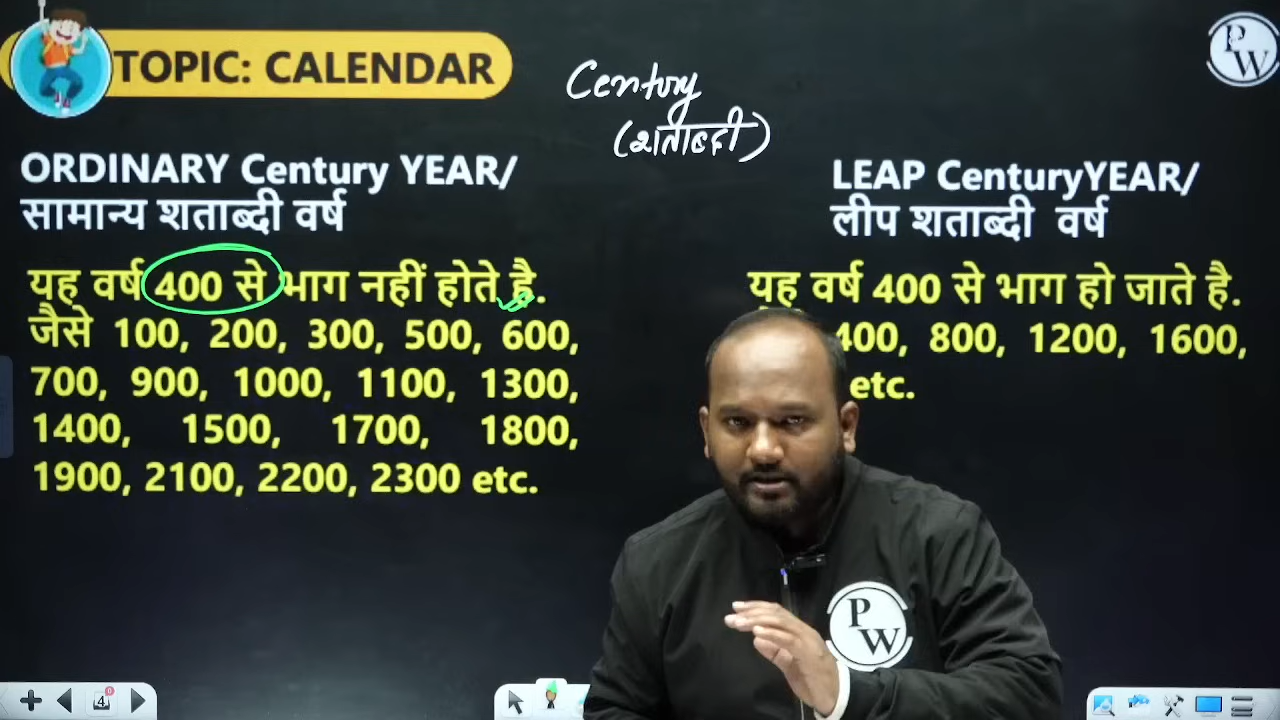 TOPIC: CALENDAR
Century
(शताब्दी)
PW
ORDINARY Century YEAR/
सामान्य शताब्दी वर्ष
यह वर्ष 400 से भाग नहीं होते है.
जैसे 100, 200, 300, 500, 600,
700, 900, 1000, 1100, 1300,
1400, 1500, 1700, 1800,
1900, 2100, 2200, 2300 etc.
LEAP CenturyYEAR/
लीप शताब्दी वर्ष
यह वर्ष 400 से भाग हो जाते है.
400, 800, 1200, 1600,
etc.
PW
4
0